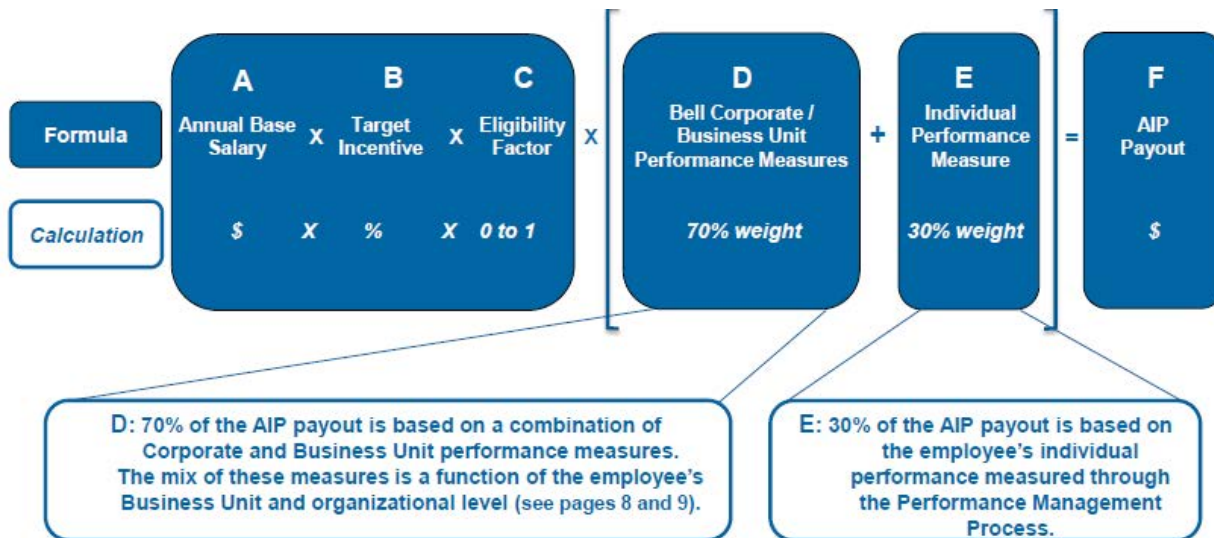 A B C D E F
Formula
Annual Base
Salary
X
Target
Incentive
X
Eligibility
Factor
X
Bell Corporate /
Business Unit
Performance Measures
+
Individual
Performance
Measure
=
AIP
Payout
Calculation
$ X % X 0 to 1 70% weight 30% weight $
D: 70% of the AIP payout is based on a combination of
Corporate and Business Unit performance measures.
The mix of these measures is a function of the employee's
Business Unit and organizational level (see pages 8 and 9).
E: 30% of the AIP payout is based on
the employee's individual
performance measured through
the Performance Management
Process.